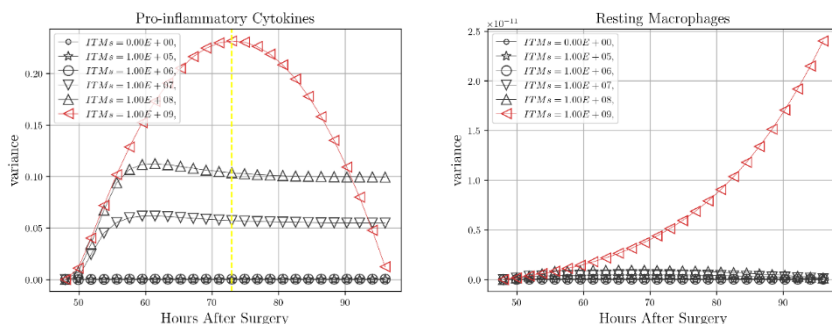 Pro-inflammatory Cytokines
ITMs = 0.00E + 00,
ITMs = 1.00E + 05,
ITMs = 1.00E + 06,
ITMs = 1.00E + 07,
ITMs = 1.00E + 08,
ITMs = 1.00E + 09,
variance
0.20
0.15
0.10
0.05
0.00
50 60 70 80 90
Hours After Surgery
Resting Macrophages
×10⁻¹¹
ITMs = 0.00E + 00,
ITMs = 1.00E + 05,
ITMs = 1.00E + 06,
ITMs = 1.00E + 07,
ITMs = 1.00E + 08,
ITMs = 1.00E + 09,
variance
2.5
2.0
1.5
1.0
0.5
0.0
50 60 70 80 90
Hours After Surgery